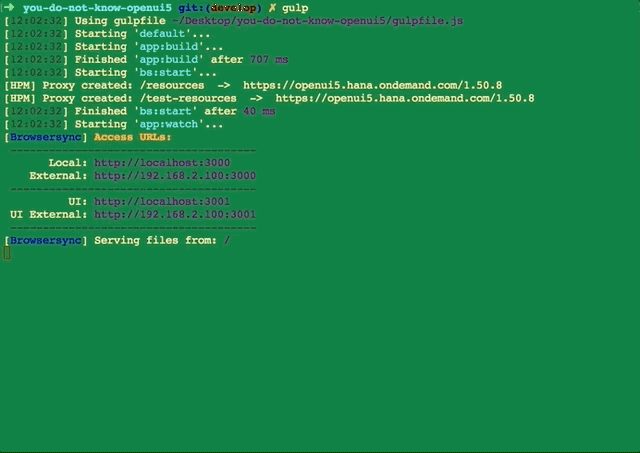 ➜ you-do-not-know-openui5 git:(develop) ✗ gulp
[12:02:32] Using gulpfile ~/Desktop/you-do-not-know-openui5/gulpfile.js
[12:02:32] Starting 'default'...
[12:02:32] Starting 'app:build'...
[12:02:32] Finished 'app:build' after 707 ms
[12:02:32] Starting 'bs:start'...
[HPM] Proxy created: /resources -> https://openui5.hana.ondemand.com/1.50.8
[HPM] Proxy created: /test-resources -> https://openui5.hana.ondemand.com/1.50.8
[12:02:32] Finished 'bs:start' after 40 ms
[12:02:32] Starting 'app:watch'...
[Browsersync] Access URLs:
--------------------------------------
Local: http://localhost:3000
External: http://192.168.2.100:3000
--------------------------------------
UI: http://localhost:3001
UI External: http://192.168.2.100:3001
--------------------------------------
[Browsersync] Serving files from: /